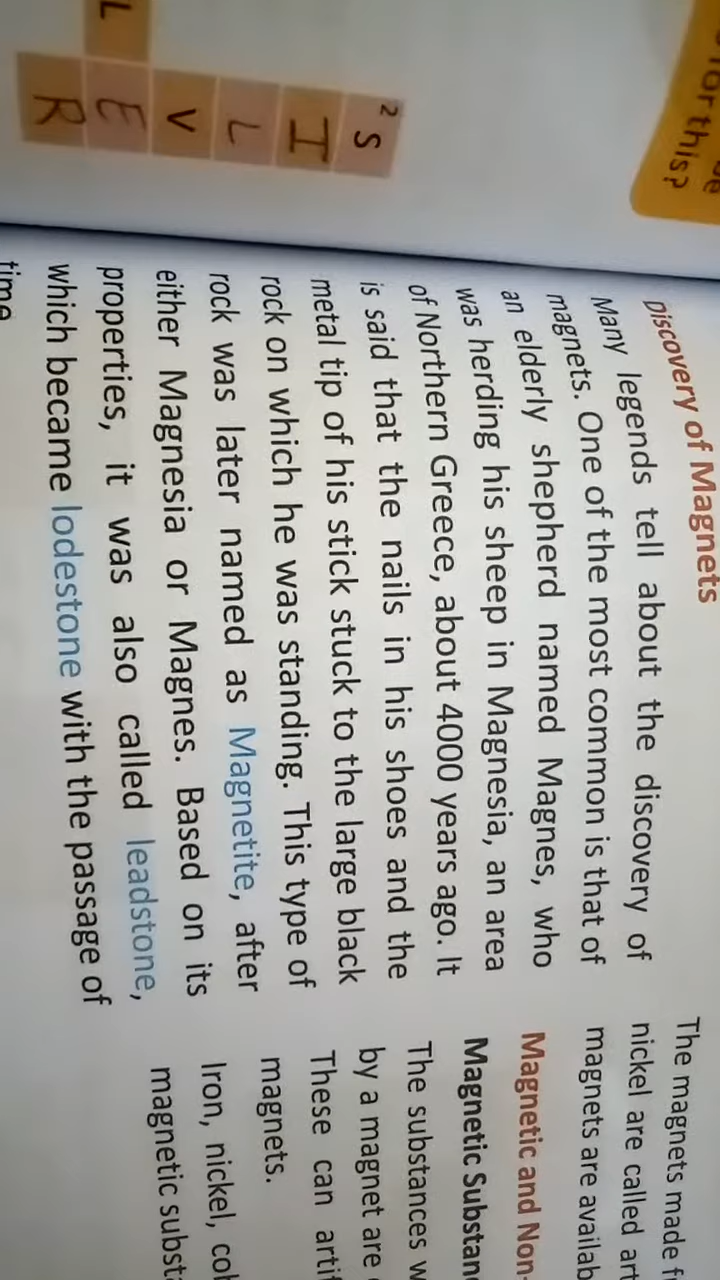 for this?
2
S
I
L
V
E
R
L
Discovery of Magnets
Many legends tell about the discovery of
magnets. One of the most common is that of
an elderly shepherd named Magnes, who
was herding his sheep in Magnesia, an area
of Northern Greece, about 4000 years ago. It
is said that the nails in his shoes and the
metal tip of his stick stuck to the large black
rock on which he was standing. This type of
rock was later named as Magnetite, after
either Magnesia or Magnes. Based on its
properties, it was also called leadstone,
which became lodestone with the passage of
time
The magnets made
nickel are called
magnets are
Magnetic and Non-
Magnetic
The substances
by a magnet are
These can
magnets.
Iron, nickel,
magnetic